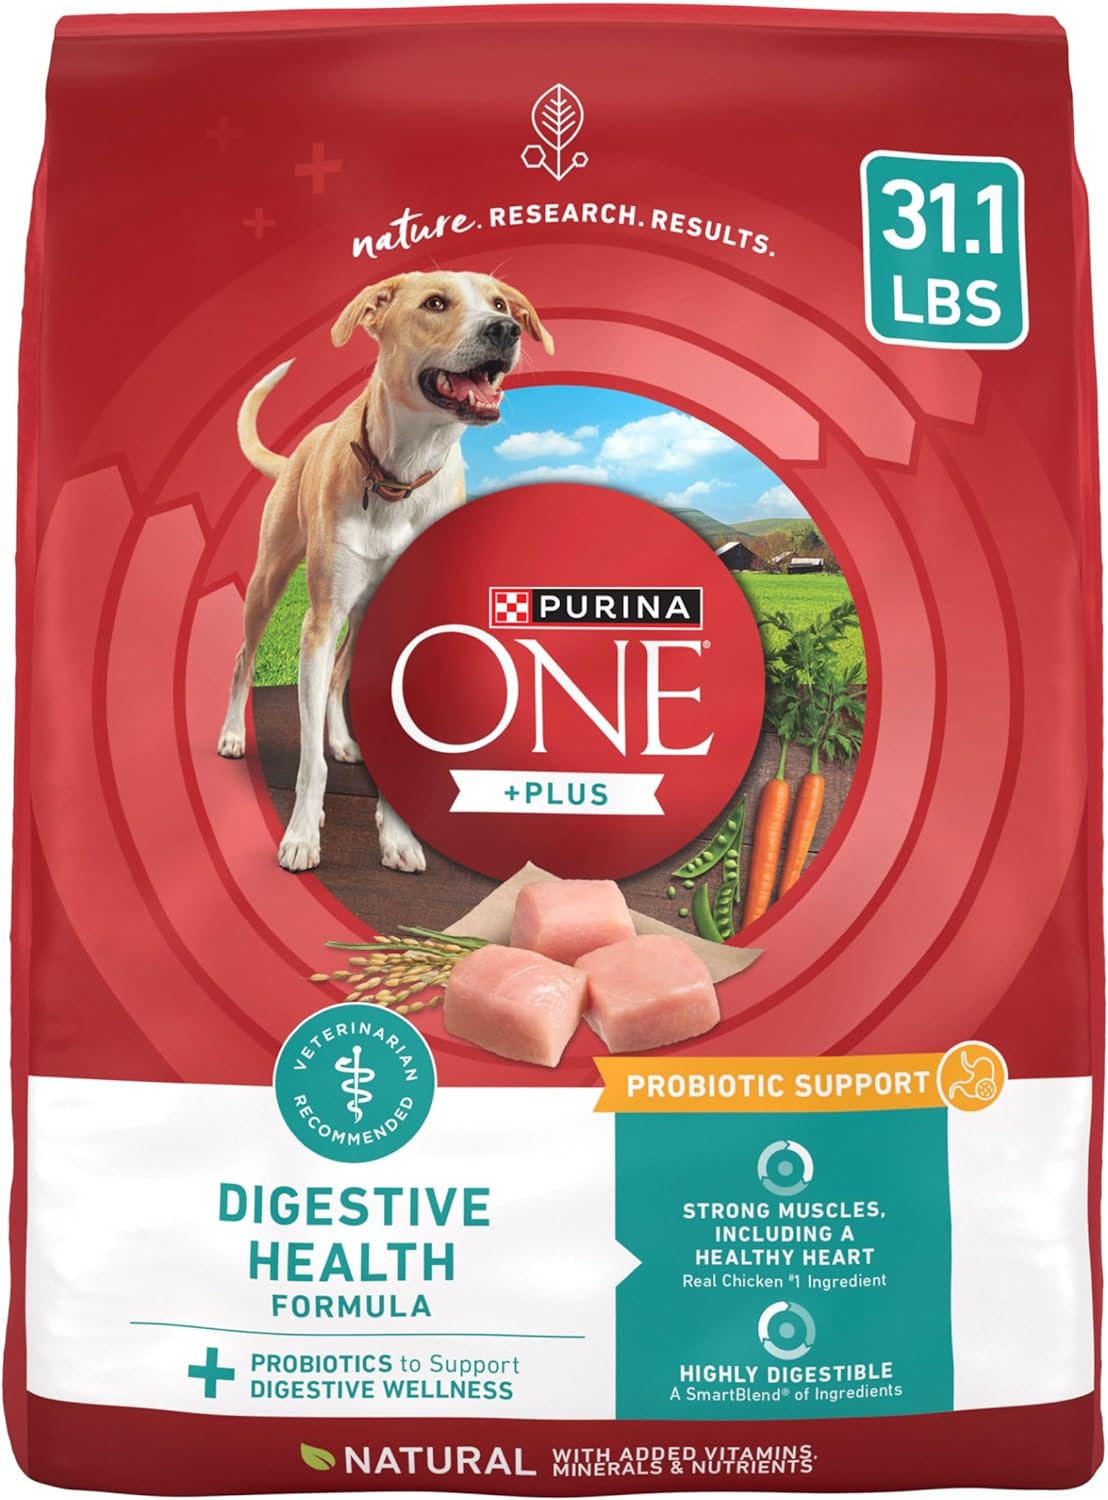 nature. RESEARCH. RESULTS.
31.1
LBS
PURINA
ONE®
+PLUS
VETERINARIAN
RECOMMENDED
PROBIOTIC SUPPORT
DIGESTIVE
HEALTH
FORMULA
+ PROBIOTICS to Support
DIGESTIVE WELLNESS
STRONG MUSCLES,
INCLUDING A
HEALTHY HEART
Real Chicken #1 Ingredient
HIGHLY DIGESTIBLE
A SmartBlend® of Ingredients
NATURAL WITH ADDED VITAMINS,
MINERALS & NUTRIENTS